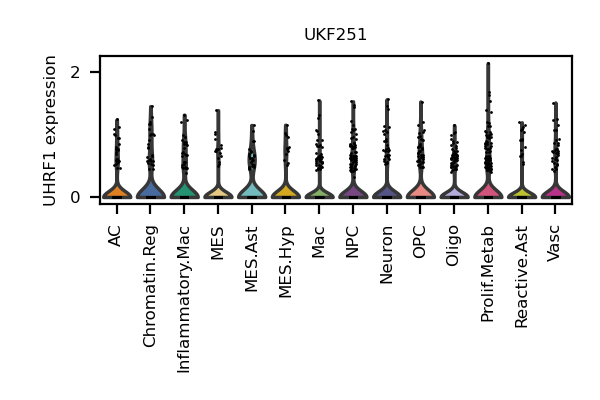 UKF251
UHRF1 expression
2
0
AC
Chromatin.Reg
Inflammatory.Mac
MES
MES.Ast
MES.Hyp
Mac
NPC
Neuron
OPC
Oligo
Prolif.Metab
Reactive.Ast
Vasc